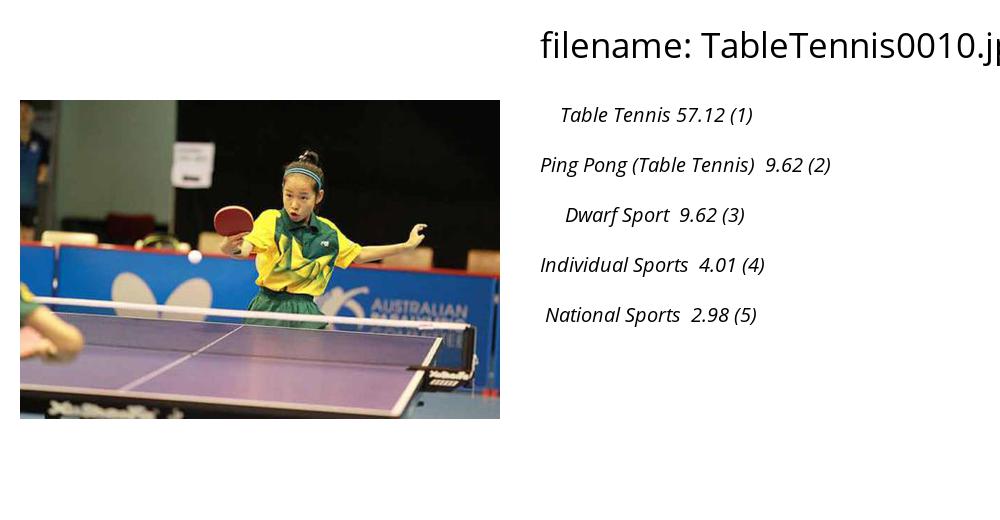 filename: TableTennis0010.jp
Table Tennis 57.12 (1)
Ping Pong (Table Tennis) 9.62 (2)
Dwarf Sport 9.62 (3)
Individual Sports 4.01 (4)
National Sports 2.98 (5)
AUSTRALIAN